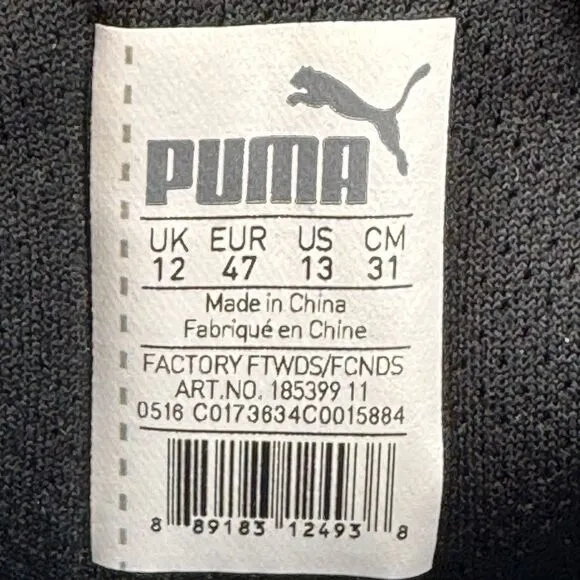 PUMA
UK EUR US CM
12 47 13 31
Made in China
Fabriqué en Chine
FACTORY FTWDS/FCNDS
ART.NO. 185399 11
0516 C0173634C0015884
8 89183 12493 8